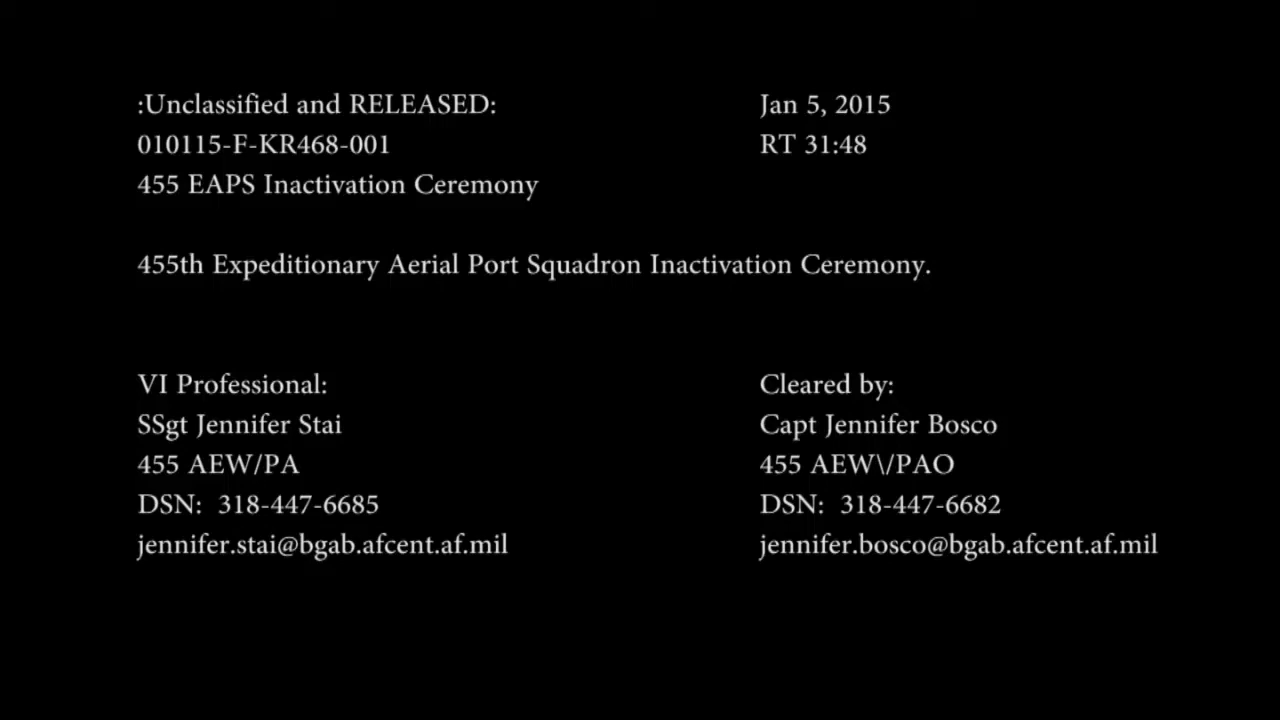 :Unclassified and RELEASED:
Jan 5, 2015
010115-F-KR468-001
RT 31:48
455 EAPS Inactivation Ceremony
455th Expeditionary Aerial Port Squadron Inactivation Ceremony.
VI Professional:
SSgt Jennifer Stai
455 AEW/PA
DSN:  318-447-6685
jennifer.stai@bgab.afcent.af.mil
Cleared by:
Capt Jennifer Bosco
455 AEW\/PAO
DSN:  318-447-6682
jennifer.bosco@bgab.afcent.af.mil